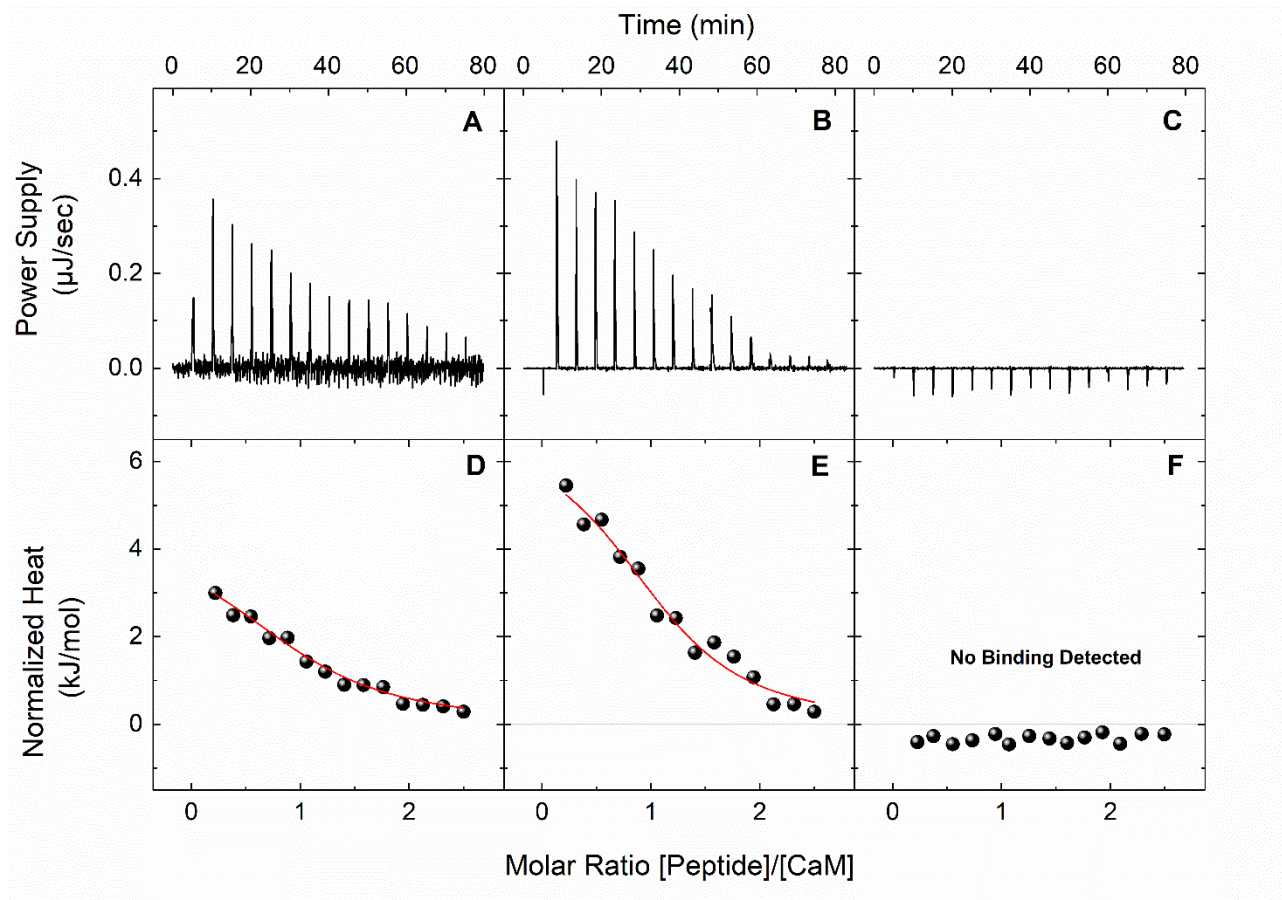 Time (min)
0 20 40 60 80 0 20 40 60 80 0 20 40 60 80
A B C
Power Supply
(µJ/sec)
0.4
0.2
0.0
D E F
Normalized Heat
(kJ/mol)
6
4
2
0
No Binding Detected
0 1 2 0 1 2 0 1 2
Molar Ratio [Peptide]/[CaM]